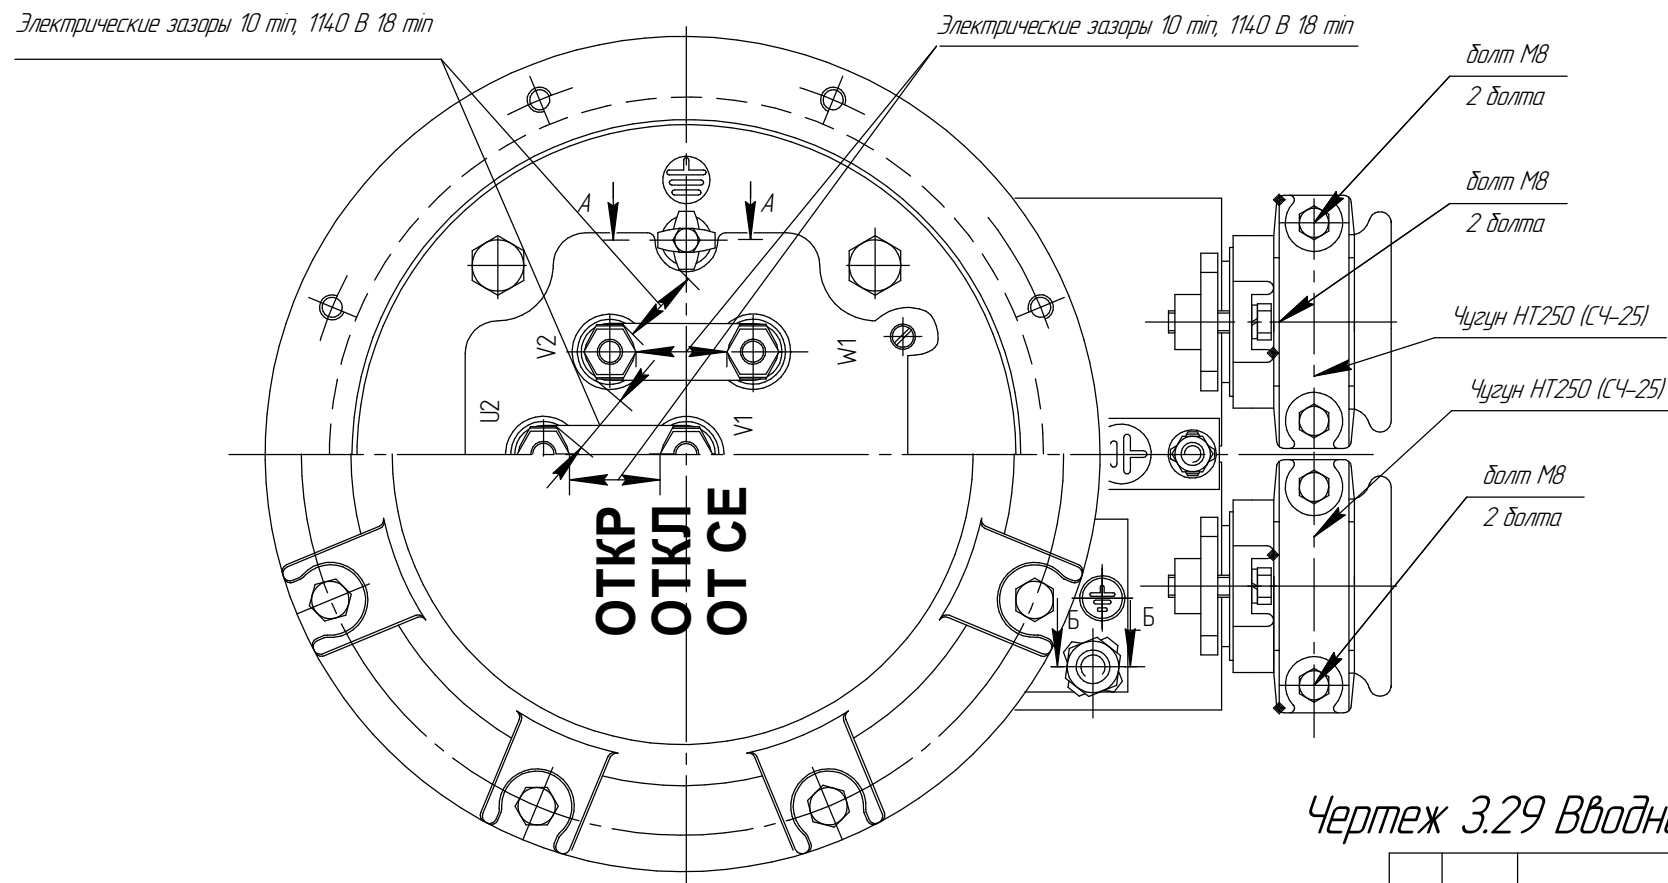 Электрические зазоры 10 min, 1140 В 18 min
Электрические зазоры 10 min, 1140 В 18 min
болт М8
2 болта
болт М8
2 болта
А
А
Чугун НТ250 (СЧ-25)
V2
W1
Чугун НТ250 (СЧ-25)
U2
V1
болт М8
2 болта
ОТКР
ОТКЛ
ОТ СЕ
Б
Б
Чертеж 3.29